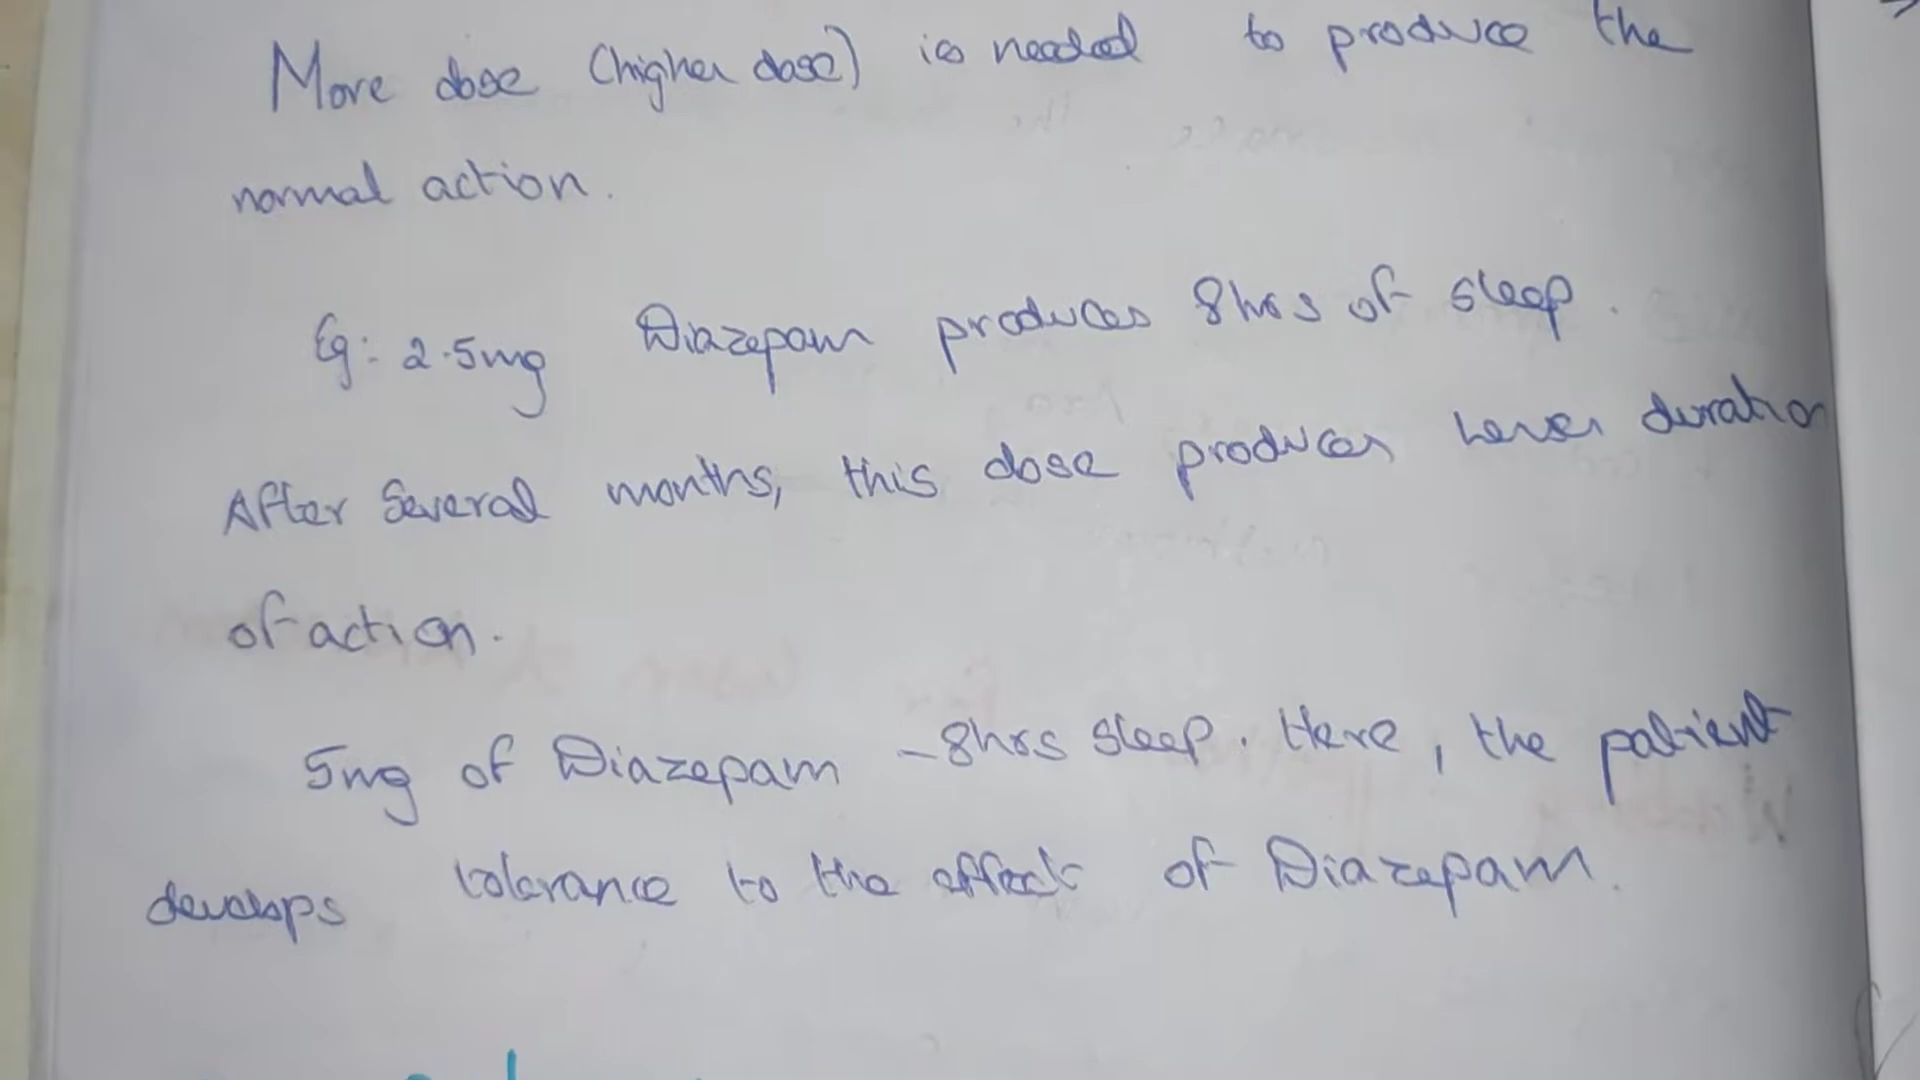 More dose (higher dose) is needed to produce the
normal action.
Eg: 2.5mg Diazepam produces 8hrs of sleep.
After Several months, this dose produces lower duration
of action.
5mg of Diazepam - 8hrs sleep. Here, the patient
develops tolerance to the effect of Diazepam.